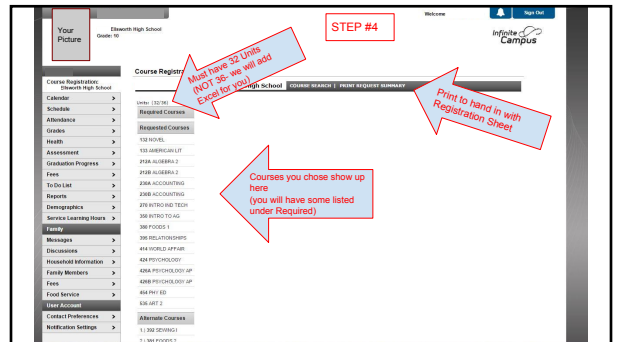 Welcome
Sign Out
Your
Picture
Ellsworth High School
Grade: 10
STEP #4
Infinite
Campus
Course Registration:
Ellsworth High School
Calendar >
Schedule >
Attendance >
Grades >
Health >
Assessment >
Graduation Progress >
Fees >
To Do List >
Reports >
Demographics >
Service Learning Hours >
Family
Messages >
Discussions >
Household Information >
Family Members >
Fees >
Food Service >
User Account
Contact Preferences >
Notification Settings >
Course Registra
High School COURSE SEARCH | PRINT REQUEST SUMMARY
Must have 32 Units
(NOT 36- we will add
Excel for you)
Print to hand in with
Registration Sheet
Units: (32/36)
Required Courses
Requested Courses
132 NOVEL
133 AMERICAN LIT
212A ALGEBRA 2
212B ALGEBRA 2
230A ACCOUNTING
230B ACCOUNTING
270 INTRO IND TECH
350 INTRO TO AG
380 FOODS 1
395 RELATIONSHIPS
414 WORLD AFFAIR
424 PSYCHOLOGY
426A PSYCHOLOGY AP
426B PSYCHOLOGY AP
454 PHY ED
535 ART 2
Courses you chose show up
here
(you will have some listed
under Required)
Alternate Courses
1 | 392 SEWING I
2 | 381 FOODS 2